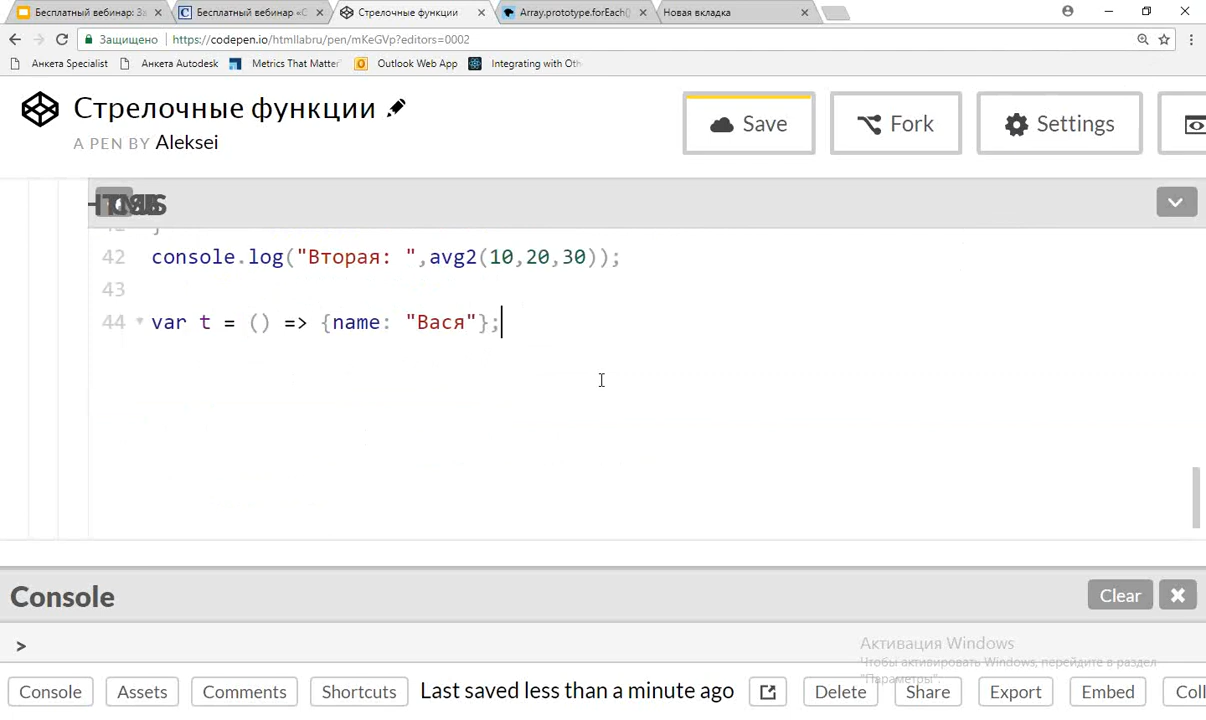 Бесплатный вебинар: За
Бесплатный вебинар «С
Стрелочные функции
Array.prototype.forEach()
Новая вкладка
Защищено
https://codepen.io/htmllabru/pen/mKeGVp?editors=0002
Анкета Specialist
Анкета Autodesk
Metrics That Matter
Outlook Web App
Integrating with Oth
Стрелочные функции
A PEN BY Aleksei
Save
Fork
Settings
42 console.log("Вторая: ",avg2(10,20,30));
43
44 var t = () => {name: "Вася"};
Console
Clear
>
Активация Windows
Чтобы активировать Windows, перейдите в раздел
"Параметры".
Console
Assets
Comments
Shortcuts
Last saved less than a minute ago
Delete
Share
Export
Embed
Coll